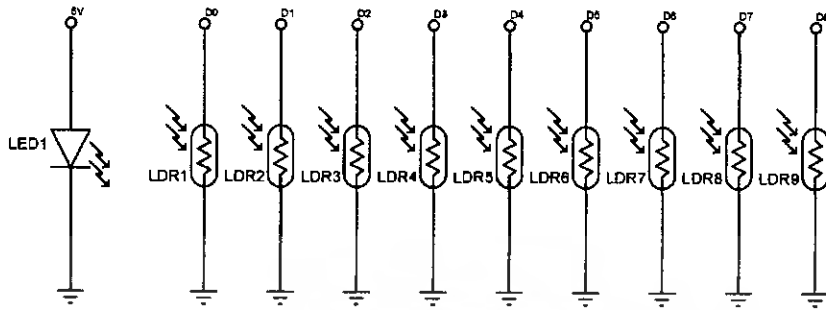 5V D0 D1 D2 D3 D4 D5 D6 D7 D8
LED1 LDR1 LDR2 LDR3 LDR4 LDR5 LDR6 LDR7 LDR8 LDR9